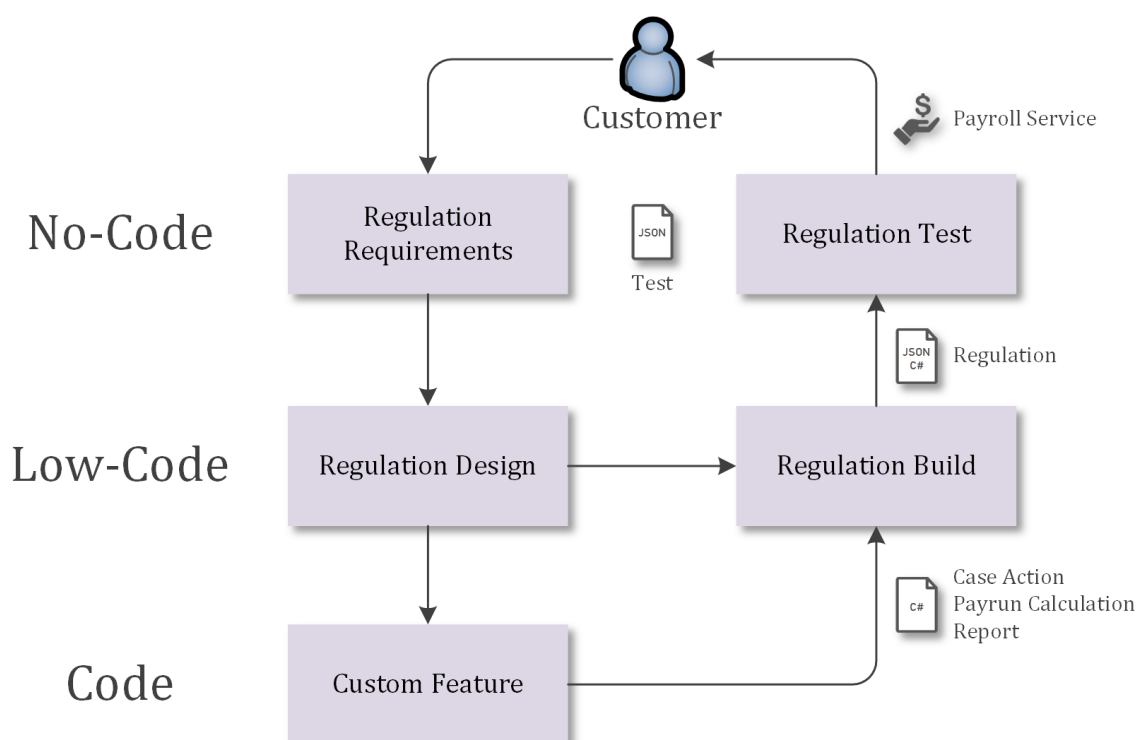 Customer
$
Payroll Service
No-Code
Regulation
Requirements
JSON
Test
Regulation Test
JSON
C#
Regulation
Low-Code
Regulation Design
Regulation Build
C#
Case Action
Payrun Calculation
Report
Code
Custom Feature